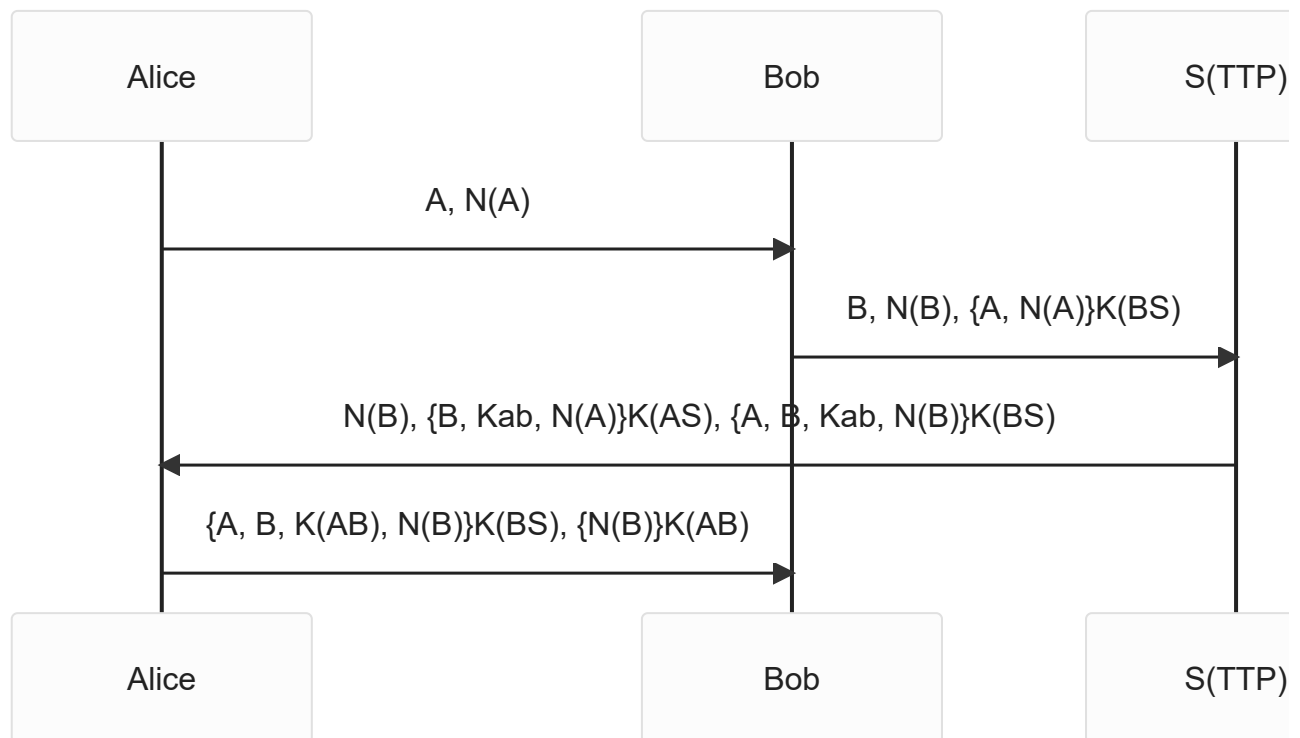 Alice
Bob
S(TTP)
A, N(A)
B, N(B), {A, N(A)}K(BS)
N(B), {B, Kab, N(A)}K(AS), {A, B, Kab, N(B)}K(BS)
{A, B, K(AB), N(B)}K(BS), {N(B)}K(AB)
Alice
Bob
S(TTP)